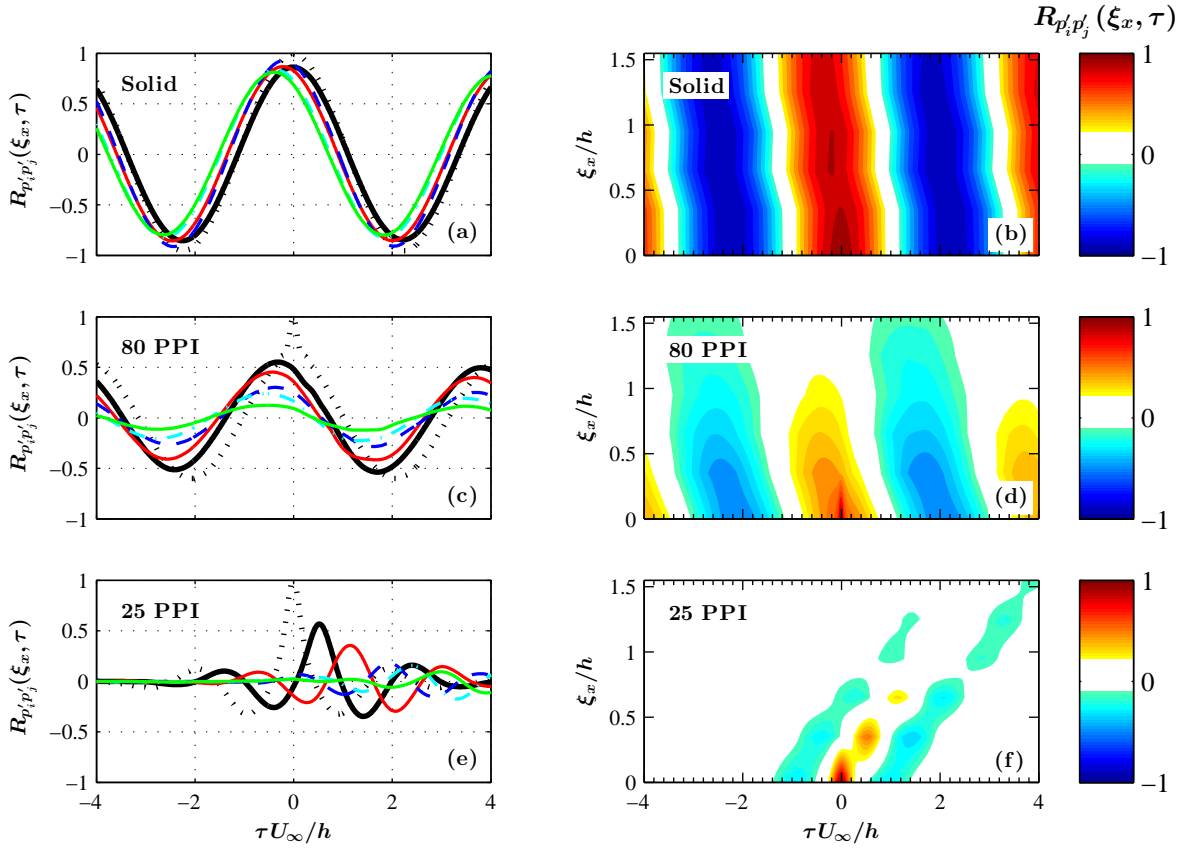 R_{p'_i p'_j}(ξ_x, τ)
1
0.5
0
−0.5
−1
R_{p'_i p'_j}(ξ_x, τ)
Solid
(a)
1.5
1
0.5
0
ξ_x/h
Solid
(b)
1
0
−1
1
0.5
0
−0.5
−1
R_{p'_i p'_j}(ξ_x, τ)
80 PPI
(c)
1.5
1
0.5
0
ξ_x/h
80 PPI
(d)
1
0
−1
1
0.5
0
−0.5
−1
R_{p'_i p'_j}(ξ_x, τ)
25 PPI
(e)
−4 −2 0 2 4
τU_∞/h
1.5
1
0.5
0
ξ_x/h
25 PPI
(f)
−4 −2 0 2 4
τU_∞/h
1
0
−1